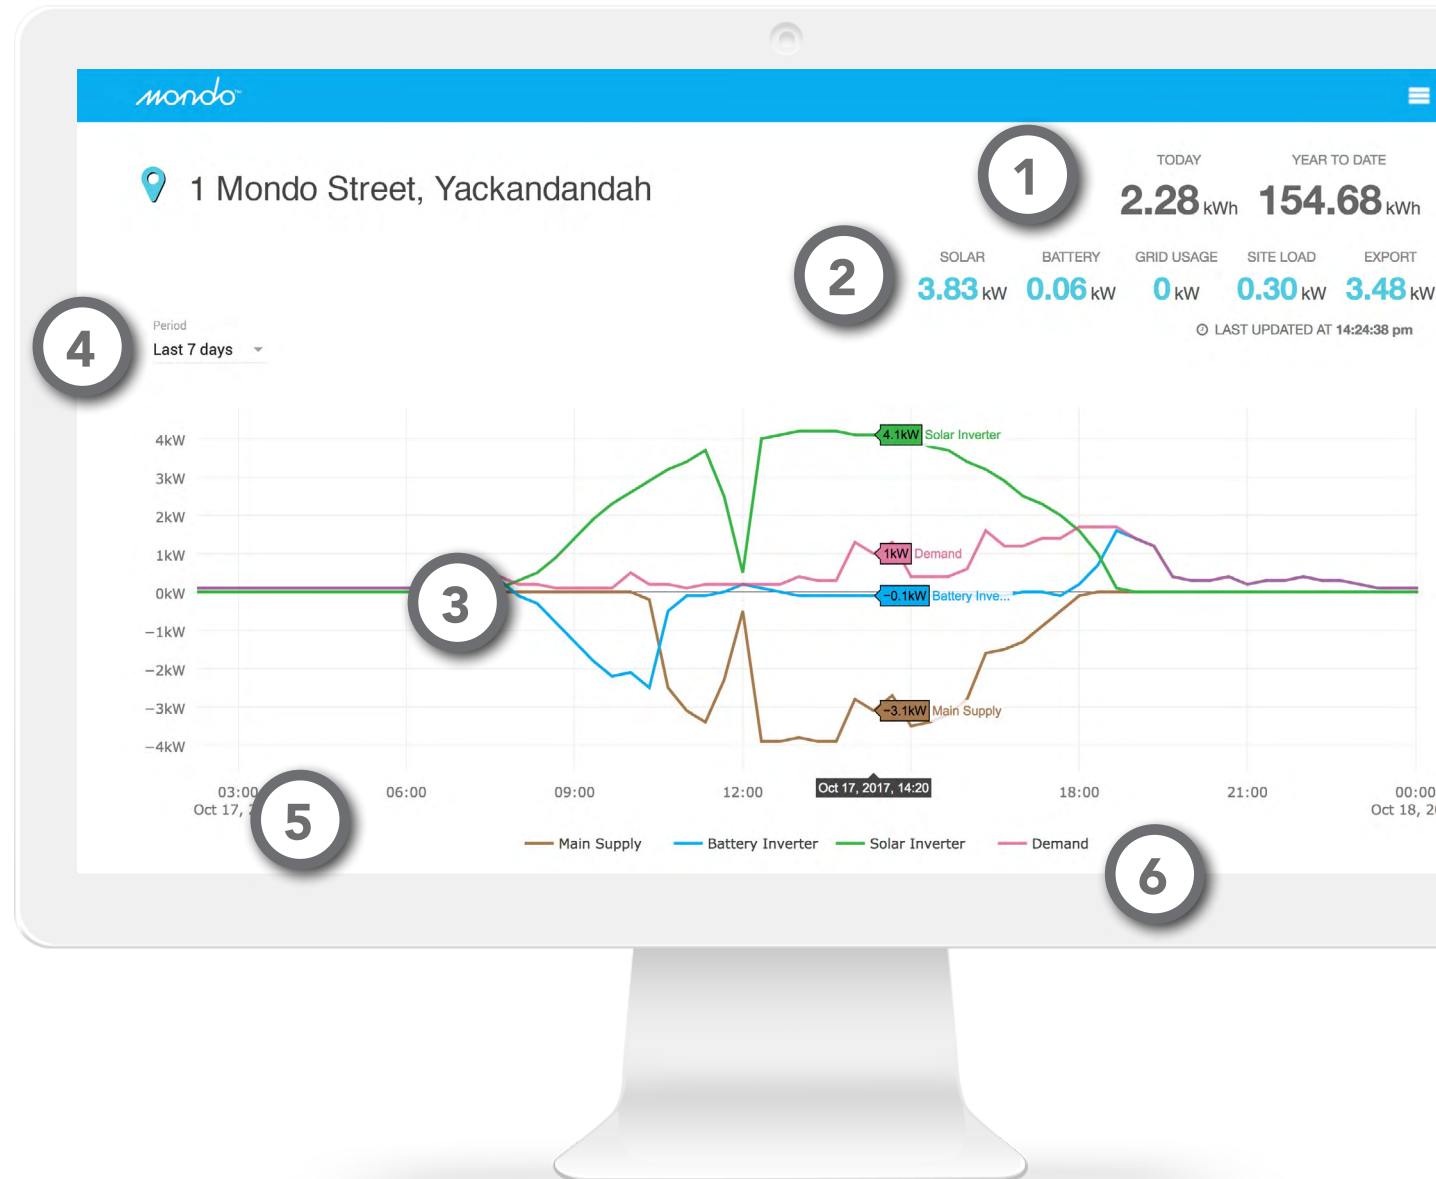 mondo™
1 Mondo Street, Yackandandah
1
TODAY YEAR TO DATE
2.28 kWh 154.68 kWh
2
SOLAR BATTERY GRID USAGE SITE LOAD EXPORT
3.83 kW 0.06 kW 0 kW 0.30 kW 3.48 kW
LAST UPDATED AT 14:24:38 pm
4
Period
Last 7 days
4kW
3kW
2kW
1kW
0kW
−1kW
−2kW
−3kW
−4kW
4.1kW Solar Inverter
1kW Demand
−0.1kW Battery Inve...
−3.1kW Main Supply
3
03:00 06:00 09:00 12:00 Oct 17, 2017, 14:20 18:00 21:00 00:00
Oct 17, Oct 18,
5
Main Supply Battery Inverter Solar Inverter Demand
6